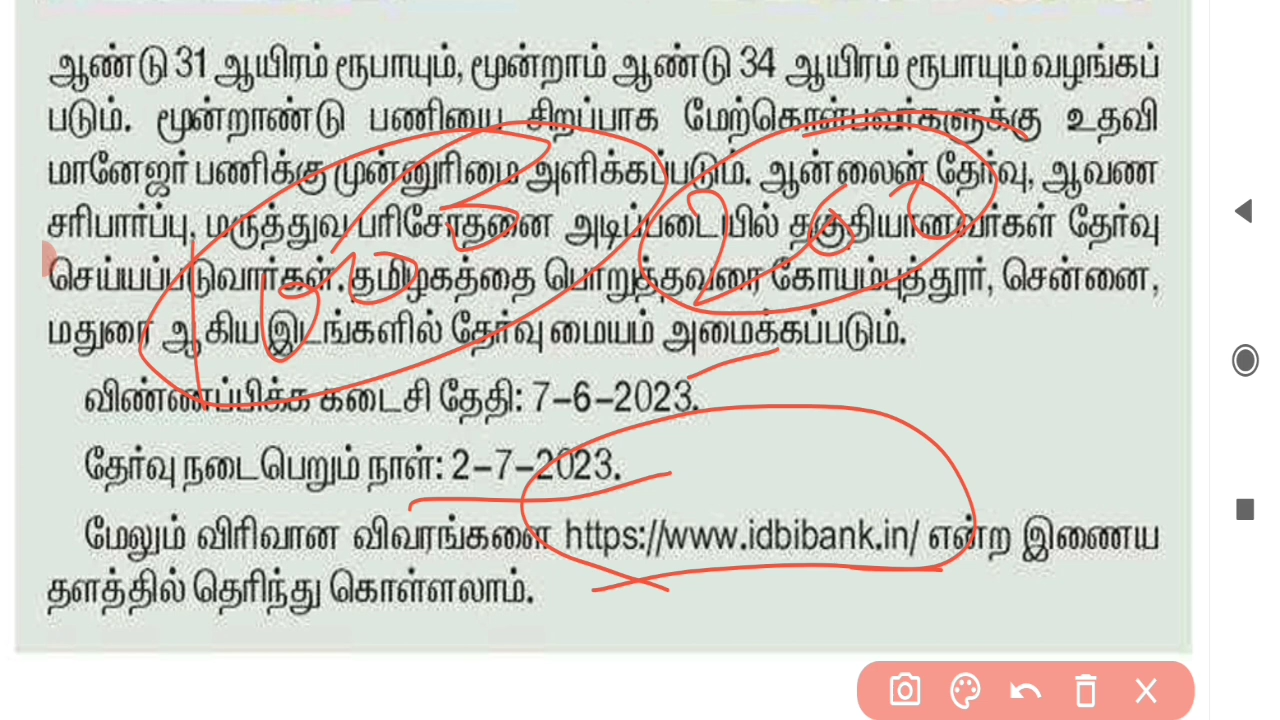 ஆண்டு 31 ஆயிரம் ரூபாயும், மூன்றாம் ஆண்டு 34 ஆயிரம் ரூபாயும் வழங்கப்
படும். மூன்றாண்டு பணியை சிறப்பாக மேற்கொள்பவர்களுக்கு உதவி
மானேஜர் பணிக்கு முன்னுரிமை அளிக்கப்படும். ஆன்லைன் தேர்வு, ஆவண
சரிபார்ப்பு, மருத்துவ பரிசோதனை அடிப்படையில் தகுதியானவர்கள் தேர்வு
செய்யப்படுவார்கள். தமிழகத்தை பொறுத்தவரை கோயம்புத்தூர், சென்னை,
மதுரை ஆகிய இடங்களில் தேர்வு மையம் அமைக்கப்படும்.
விண்ணப்பிக்க கடைசி தேதி: 7-6-2023.
தேர்வு நடைபெறும் நாள்: 2-7-2023.
மேலும் விரிவான விவரங்களை https://www.idbibank.in/ என்ற இணைய
தளத்தில் தெரிந்து கொள்ளலாம்.
200